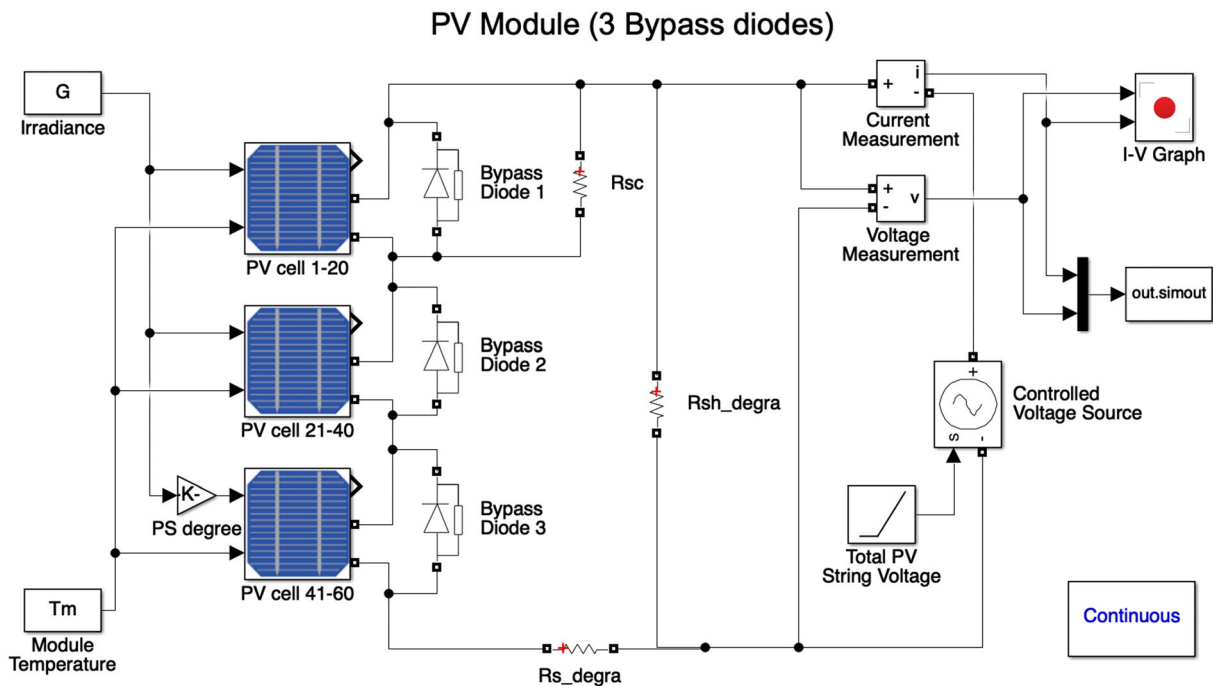 PV Module (3 Bypass diodes)
G
Irradiance
PV cell 1-20
Bypass
Diode 1
Rsc
+
-
i
Current
Measurement
I-V Graph
+
-
v
Voltage
Measurement
out.simout
PV cell 21-40
Bypass
Diode 2
Rsh_degra
+
s
-
Controlled
Voltage Source
-K-
PS degree
PV cell 41-60
Bypass
Diode 3
Total PV
String Voltage
Tm
Module
Temperature
Rs_degra
Continuous